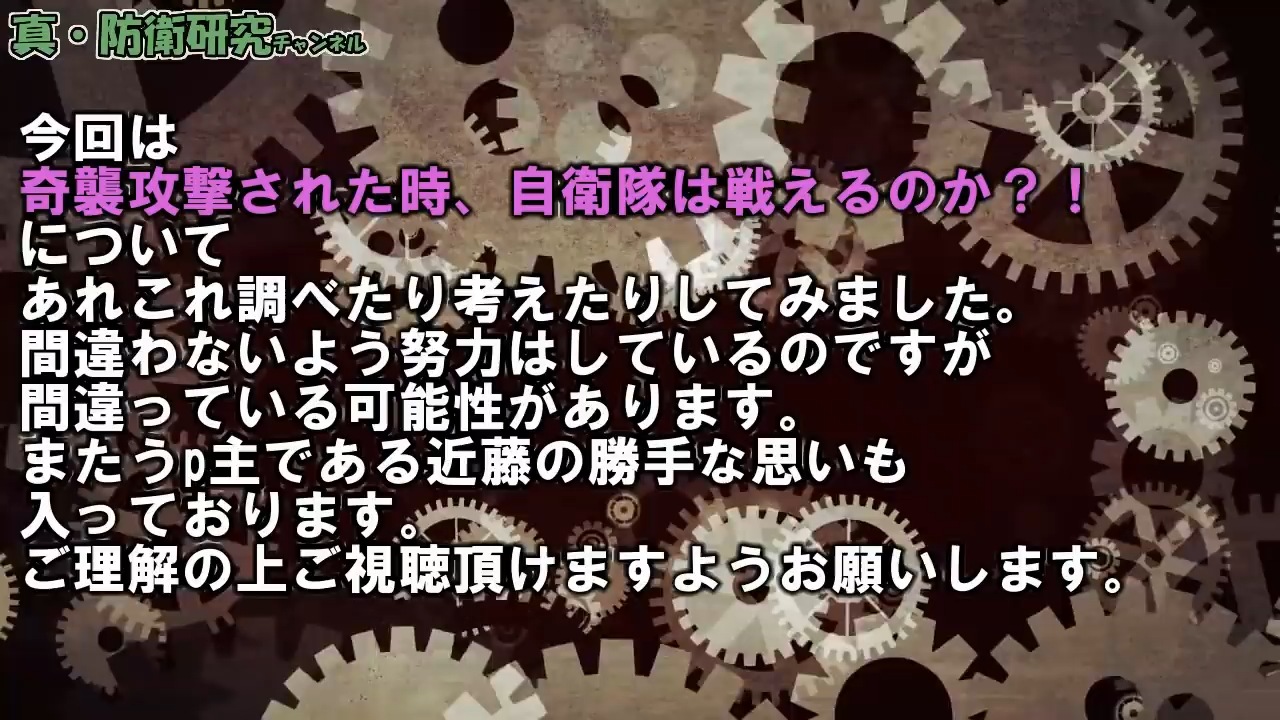 真・防衛研究チャンネル
今回は
奇襲攻撃された時、自衛隊は戦えるのか？！
について
あれこれ調べたり考えたりしてみました。
間違わないよう努力はしているのですが
間違っている可能性があります。
またうp主である近藤の勝手な思いも
入っております。
ご理解の上ご視聴頂けますようお願いします。